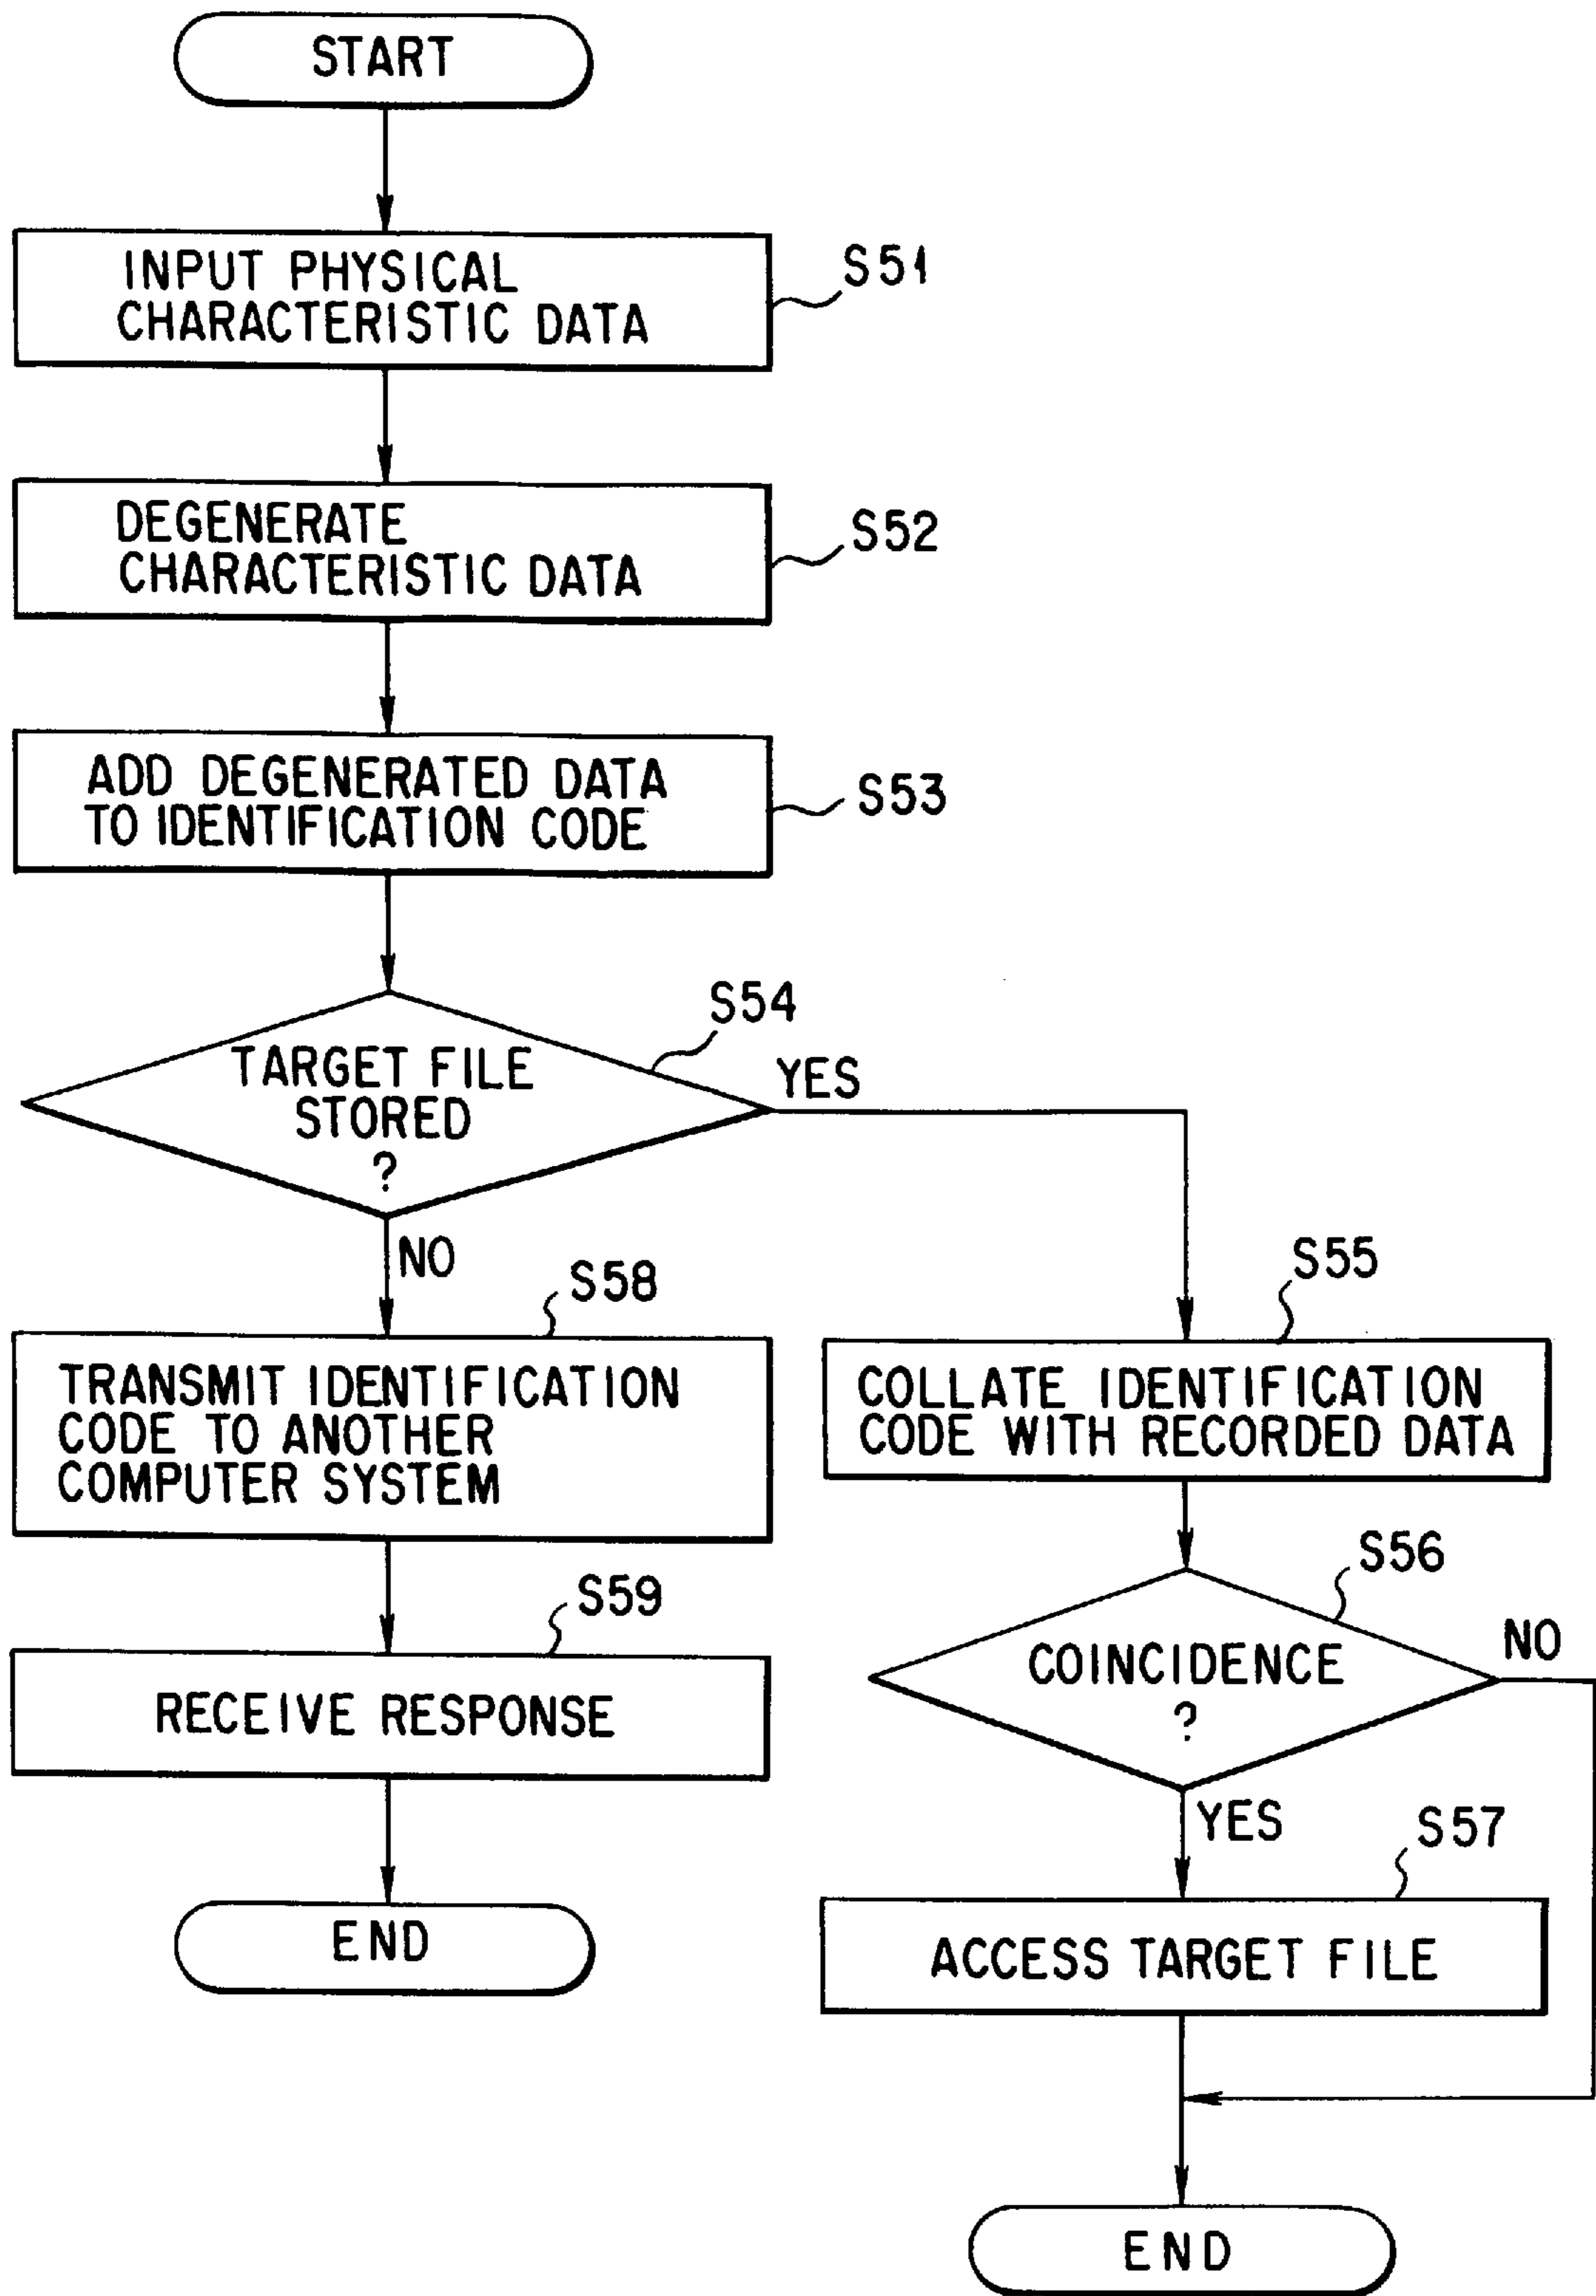 START
INPUT PHYSICAL
CHARACTERISTIC DATA
S51
DEGENERATE
CHARACTERISTIC DATA
S52
ADD DEGENERATED DATA
TO IDENTIFICATION CODE
S53
S54
TARGET FILE
STORED
?
YES
NO
S58
TRANSMIT IDENTIFICATION
CODE TO ANOTHER
COMPUTER SYSTEM
S59
RECEIVE RESPONSE
END
S55
COLLATE IDENTIFICATION
CODE WITH RECORDED DATA
S56
COINCIDENCE
?
NO
YES
S57
ACCESS TARGET FILE
END